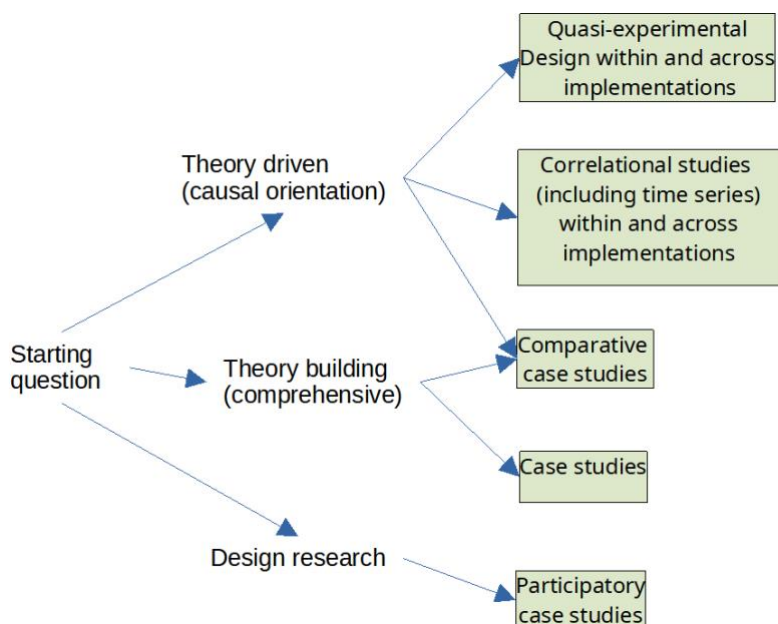 Quasi-experimental
Design within and across
implementations
Theory driven
(causal orientation)
Correlational studies
(including time series)
within and across
implementations
Starting
question
Theory building
(comprehensive)
Comparative
case studies
Case studies
Design research
Participatory
case studies